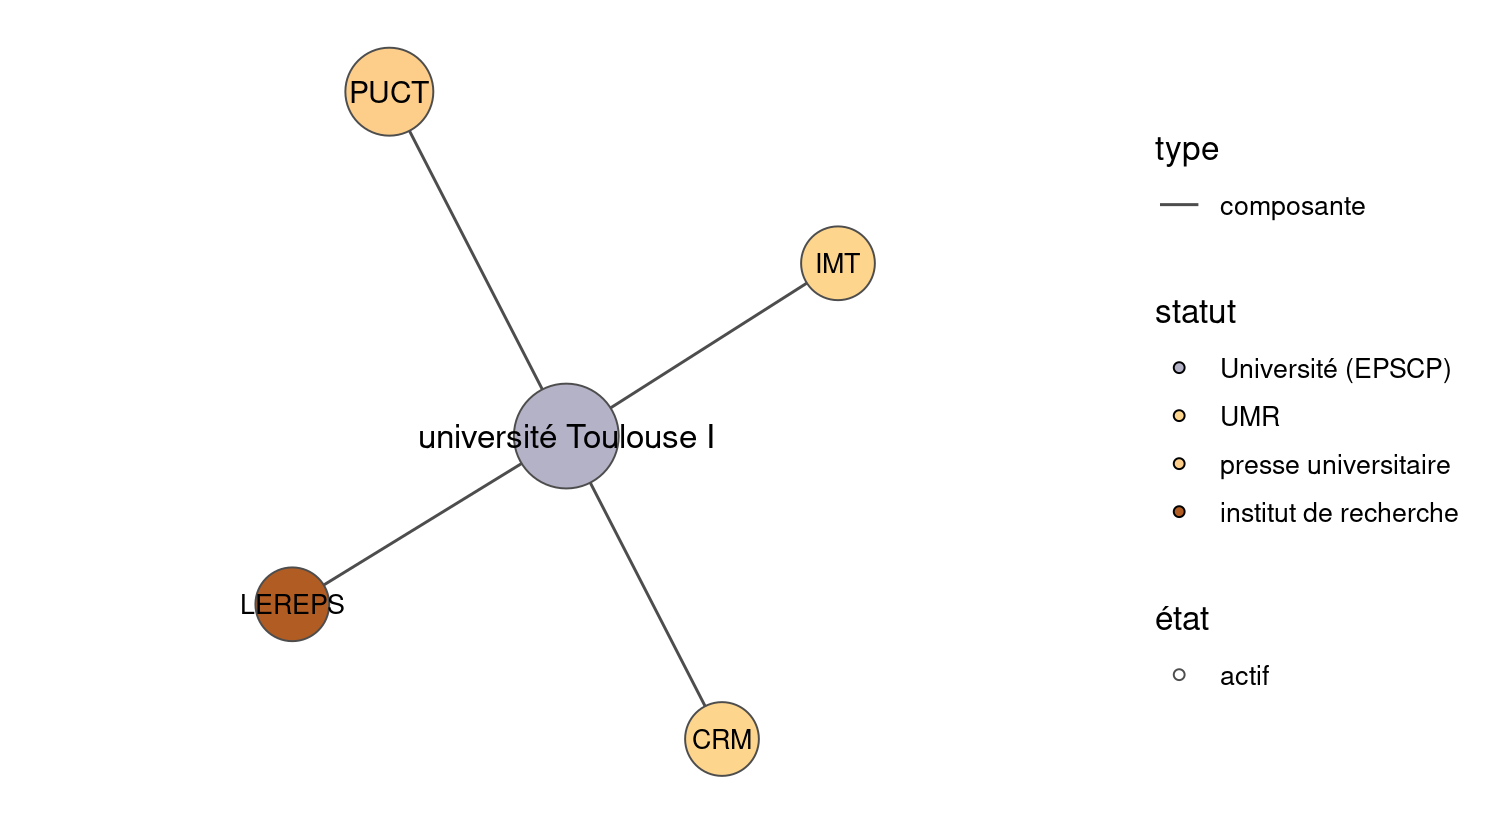 PUCT
IMT
université Toulouse I
LEREPS
CRM
type
composante
statut
Université (EPSCP)
UMR
presse universitaire
institut de recherche
état
actif